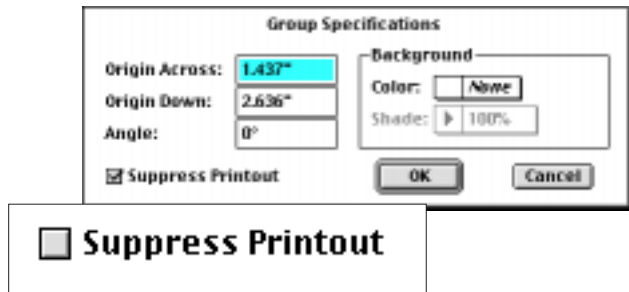 Group Specifications
Origin Across: 1.437"
Origin Down: 2.636"
Angle: 0°
Background
Color: None
Shade: 100%
Suppress Printout
OK
Cancel
Suppress Printout